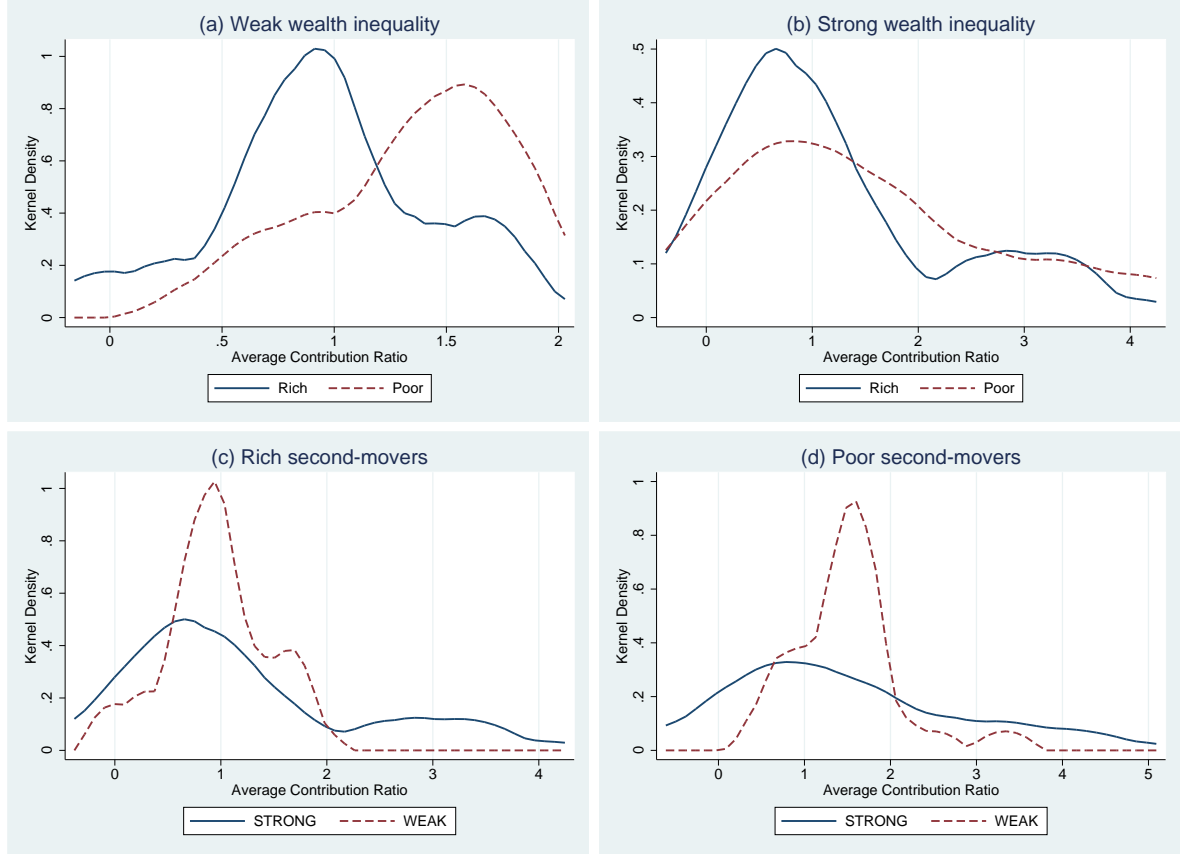 (a) Weak wealth inequality
Kernel Density
0 .2 .4 .6 .8 1
0 .5 1 1.5 2
Average Contribution Ratio
Rich Poor
(b) Strong wealth inequality
Kernel Density
0 .1 .2 .3 .4 .5
0 1 2 3 4
Average Contribution Ratio
Rich Poor
(c) Rich second-movers
Kernel Density
0 .2 .4 .6 .8 1
0 1 2 3 4
Average Contribution Ratio
STRONG WEAK
(d) Poor second-movers
Kernel Density
0 .2 .4 .6 .8 1
0 1 2 3 4 5
Average Contribution Ratio
STRONG WEAK